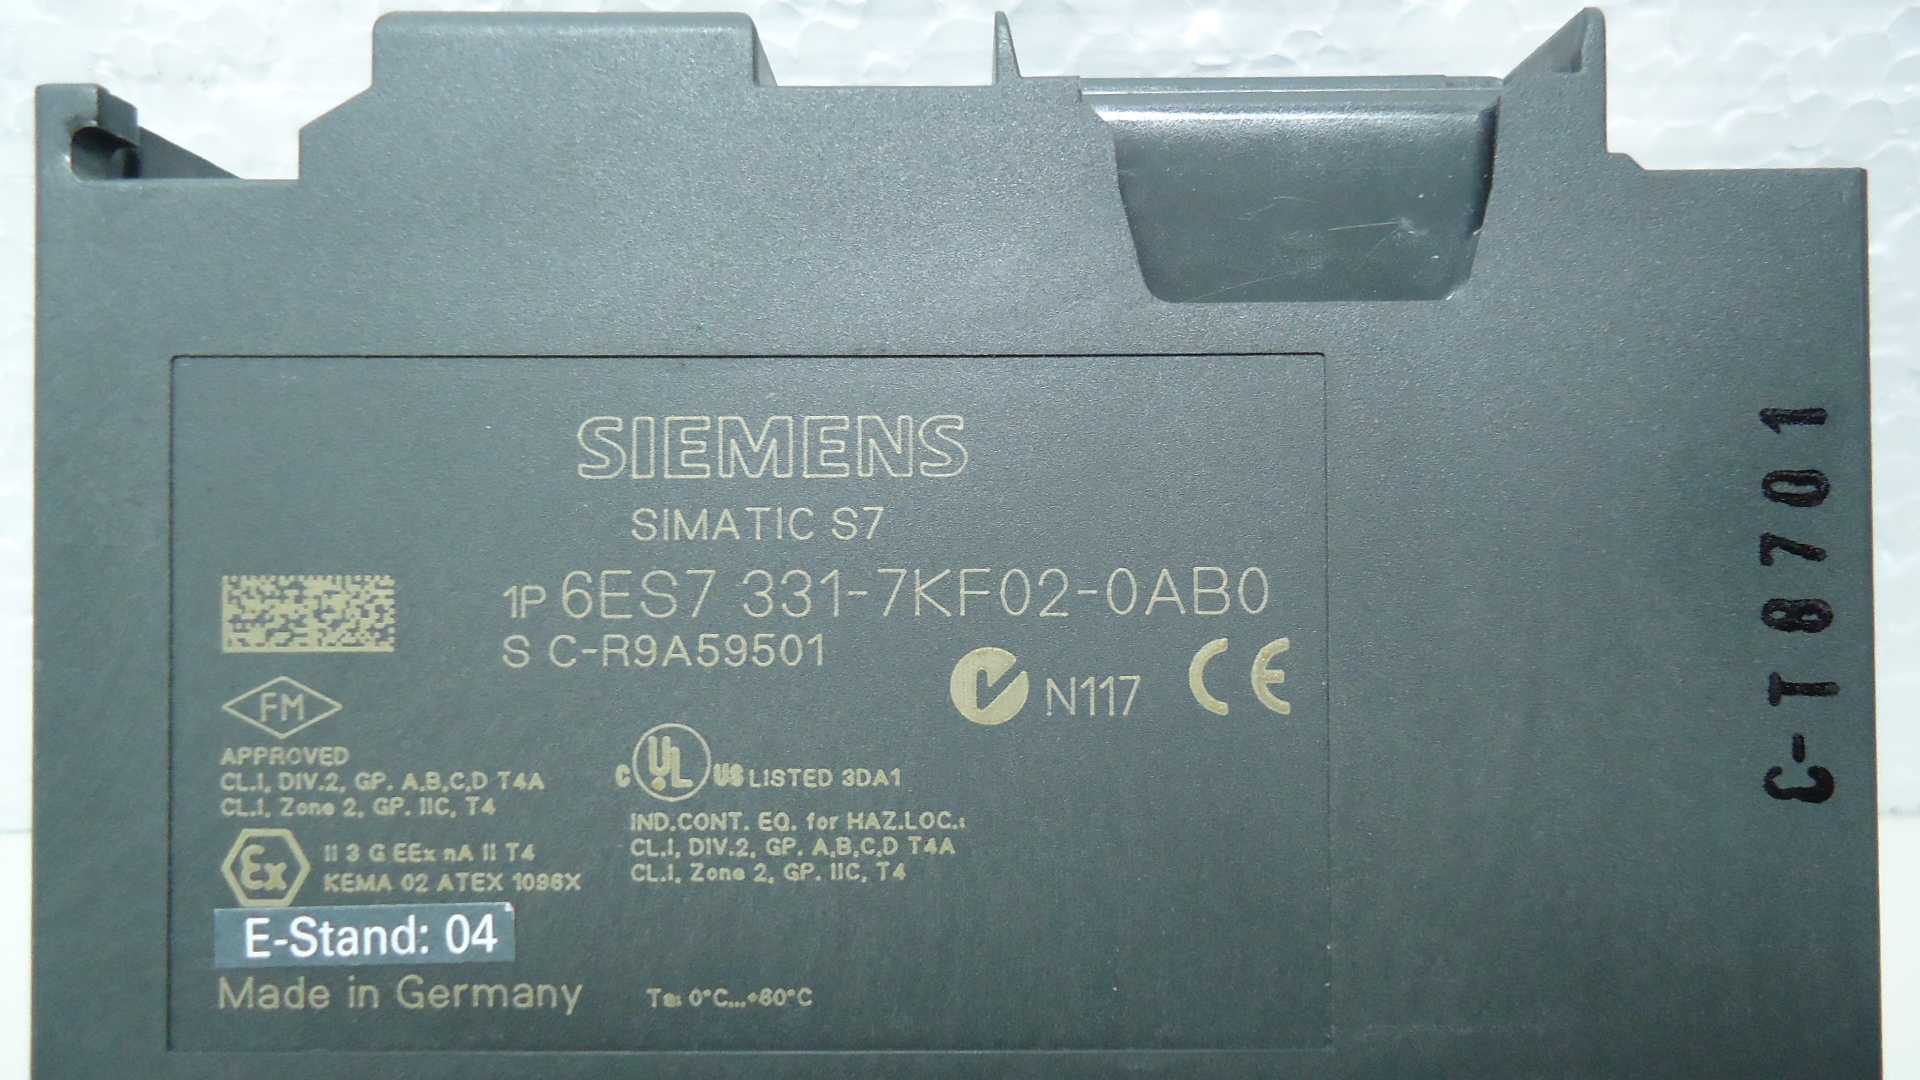 SIEMENS
SIMATIC S7
1P 6ES7 331-7KF02-0AB0
S C-R9A59501
N117 CE
FM
APPROVED
CL.I, DIV.2, GP. A,B,C,D T4A
CL.I, Zone 2, GP. IIC, T4
C UL US LISTED 3DA1
IND.CONT. EQ. for HAZ.LOC.:
CL.I, DIV.2, GP. A,B,C,D T4A
CL.I, Zone 2, GP. IIC, T4
Ex II 3 G EEx nA II T4
KEMA 02 ATEX 1096X
E-Stand: 04
Made in Germany
Ta: 0°C...+60°C
C-T8701